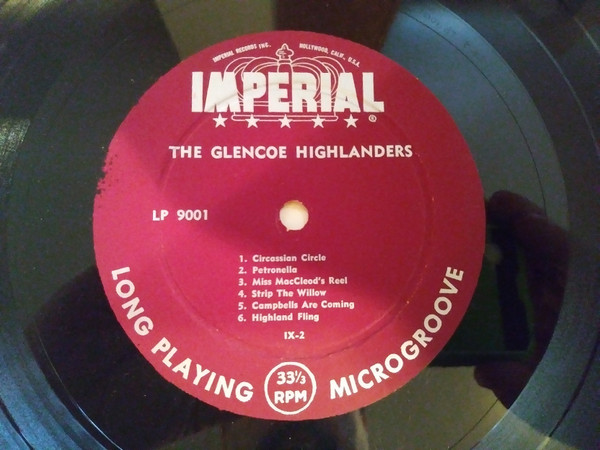 IMPERIAL RECORDS INC. HOLLYWOOD, CALIF., U.S.A.
IMPERIAL
®
THE GLENCOE HIGHLANDERS
LP 9001
1. Circassian Circle
2. Petronella
3. Miss MacCleod's Reel
4. Strip The Willow
5. Campbells Are Coming
6. Highland Fling
IX-2
LONG PLAYING 33⅓ RPM MICROGROOVE